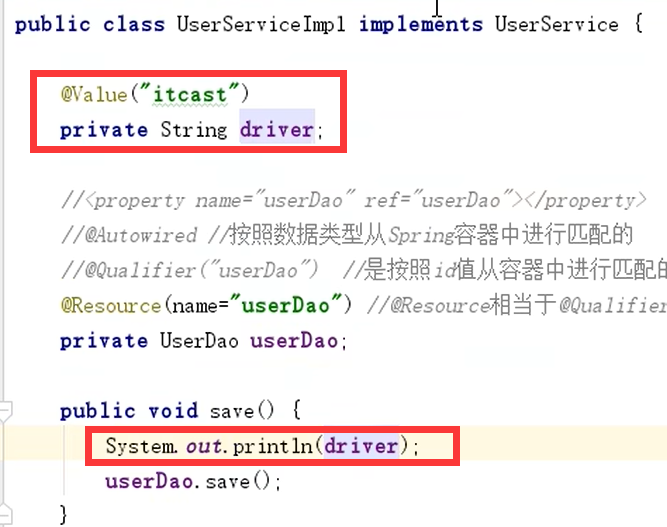 public class UserServiceImpl implements UserService {
@Value("itcast")
private String driver;
//<property name="userDao" ref="userDao"></property>
//@Autowired //按照数据类型从Spring容器中进行匹配的
//@Qualifier("userDao") //是按照id值从容器中进行匹配的
@Resource(name="userDao") //@Resource相当于@Qualifier
private UserDao userDao;
public void save() {
System.out.println(driver);
userDao.save();
}